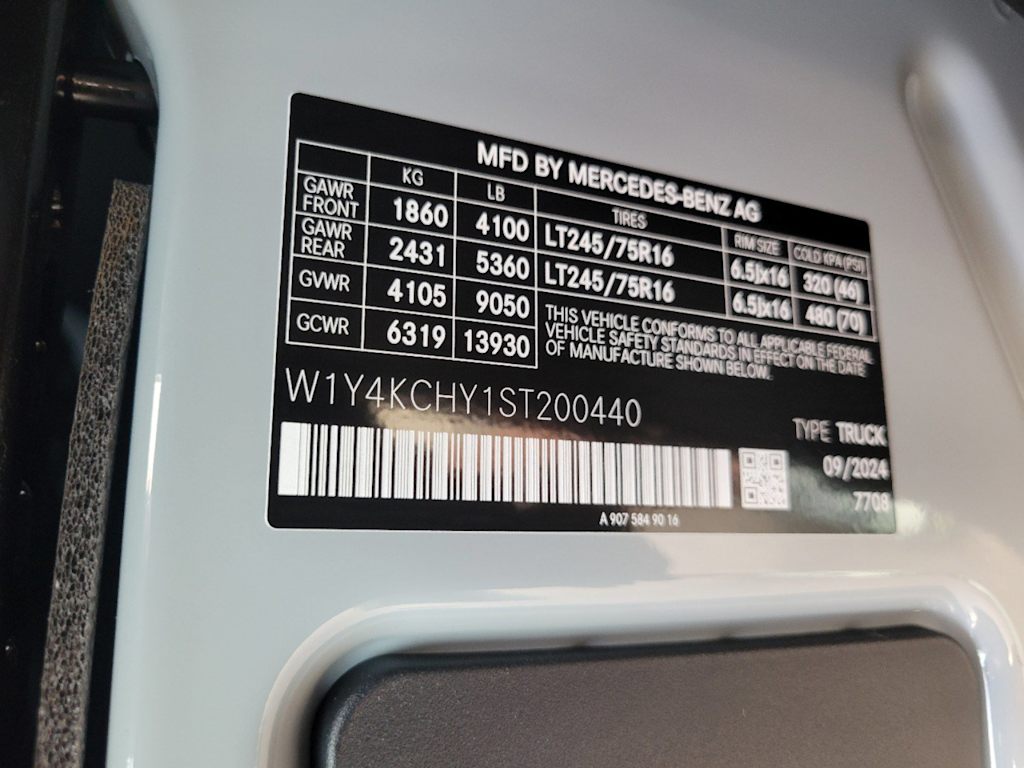 MFD BY MERCEDES-BENZ AG
KG LB TIRES RIM SIZE COLD KPA (PSI)
GAWR FRONT 1860 4100 LT245/75R16 6.5jx16 320 (46)
GAWR REAR 2431 5360 LT245/75R16 6.5jx16 480 (70)
GVWR 4105 9050
GCWR 6319 13930
THIS VEHICLE CONFORMS TO ALL APPLICABLE FEDERAL
VEHICLE SAFETY STANDARDS IN EFFECT ON THE DATE
OF MANUFACTURE SHOWN BELOW.
W1Y4KCHY1ST200440
TYPE TRUCK
09/2024
7708
A 907 584 90 16